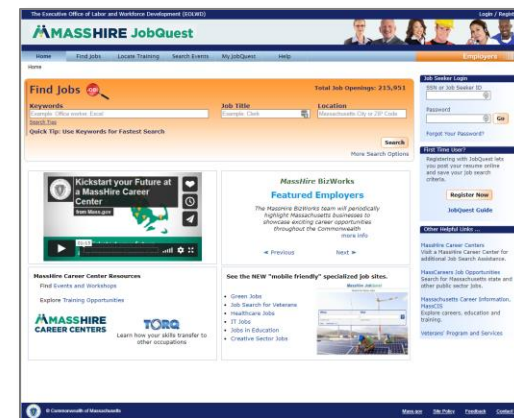 The Executive Office of Labor and Workforce Development (EOLWD)
Login / Regist
MASSHIRE JobQuest
Home Find Jobs Locate Training Search Events My JobQuest Help Employers
Home
Find Jobs GO!
Total Job Openings: 215,951
Keywords Job Title Location
Example: Office owner, Excel Example: Clerk Massachusetts City or ZIP Code
Search Tips
Quick Tip: Use Keywords for Fastest Search
Search
More Search Options
Job Seeker Login
SSN or Job Seeker ID
Password
Go
Forgot Your Password?
First Time User?
Registering with JobQuest lets
you post your resume online
and save your job search
criteria.
Register Now
JobQuest Guide
Other Helpful Links ...
MassHire Career Centers
Visit a MassHire Career Center for
additional Job Search Assistance.
MassCareers Job Opportunities
Search for Massachusetts state and
other public sector jobs.
Massachusetts Career Information,
MassCIS
Explore careers, education and
training.
Veterans' Program and Services
Kickstart your Future at
a MassHire Career
Center
from Mass.gov
MassHire BizWorks
Featured Employers
The MassHire BizWorks team will periodically
highlight Massachusetts businesses to
showcase exciting career opportunities
throughout the Commonwealth
more info
◄ Previous Next ►
MassHire Career Center Resources
Find Events and Workshops
Explore Training Opportunities
MASSHIRE
CAREER CENTERS
TORQ
Learn how your skills transfer to
other occupations
See the NEW "mobile friendly" specialized job sites.
• Green Jobs
• Job Search for Veterans
• Healthcare Jobs
• IT Jobs
• Jobs in Education
• Creative Sector Jobs
MassHire JobQuest
© Commonwealth of Massachusetts
Mass.gov Site Policy Feedback Contact